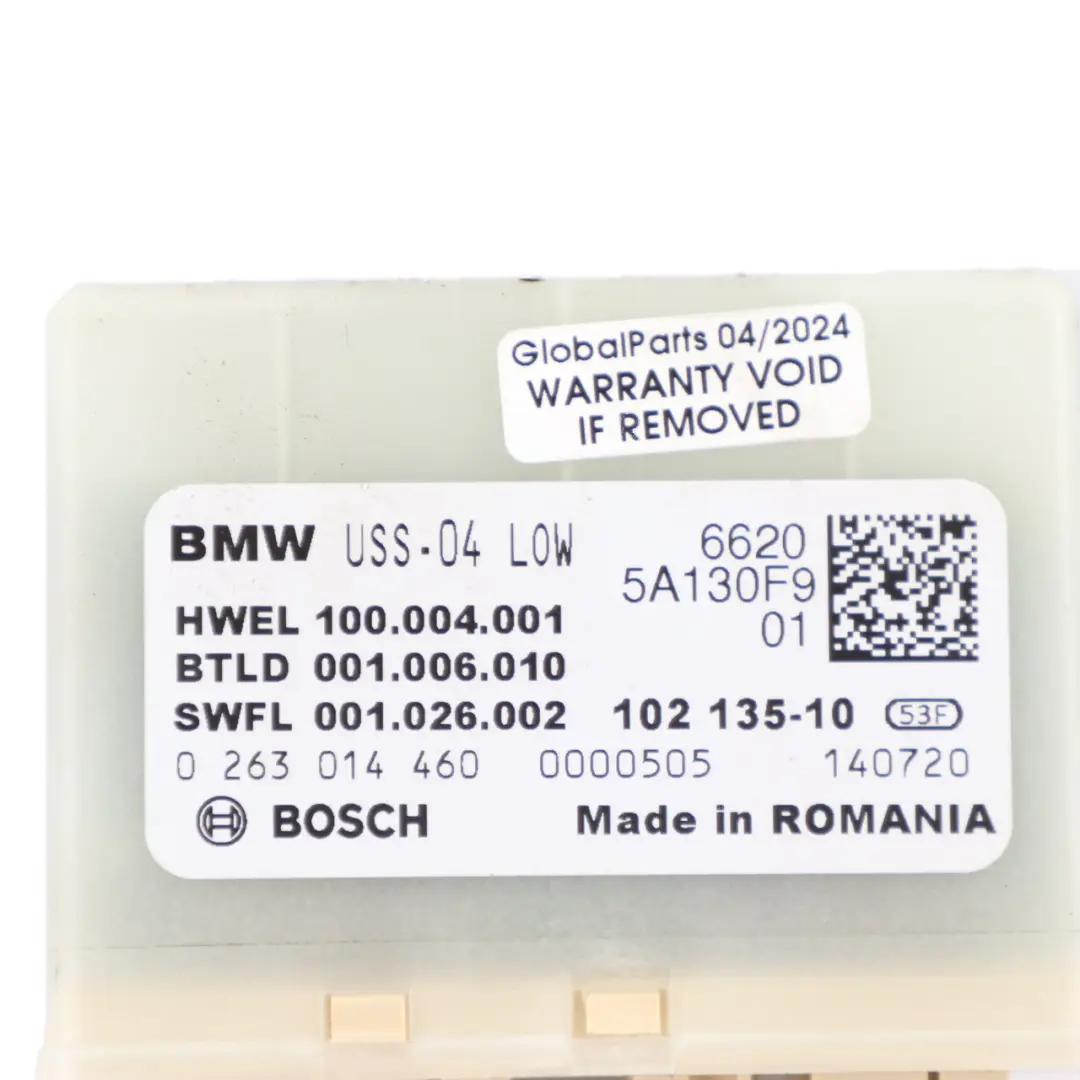 GlobalParts 04/2024
WARRANTY VOID
IF REMOVED
BMW USS-04 LOW
6620
5A130F9
01
HWEL 100.004.001
BTLD 001.006.010
SWFL 001.026.002 102 135-10 53F
0 263 014 460 0000505 140720
BOSCH Made in ROMANIA